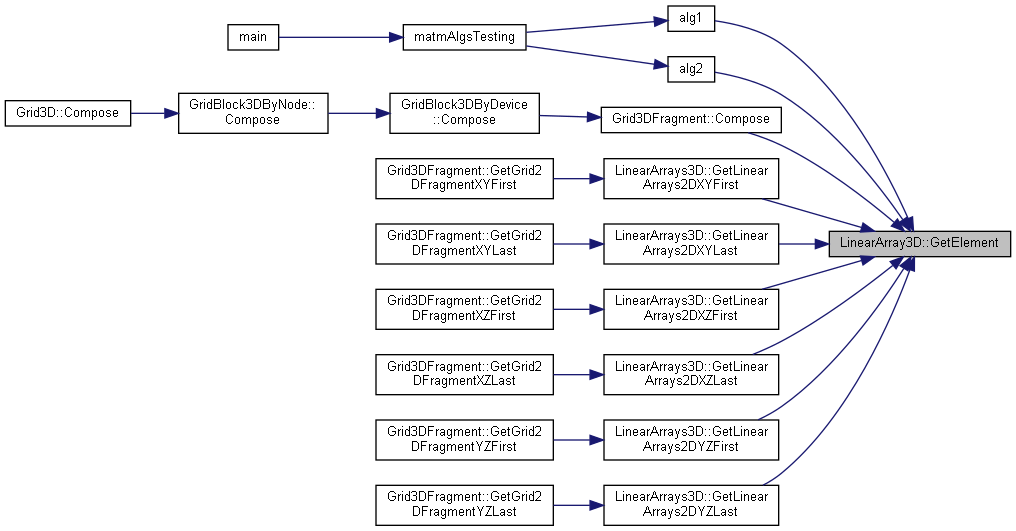 alg1
main
matmAlgsTesting
alg2
Grid3D::Compose
GridBlock3DByNode::
Compose
GridBlock3DByDevice
::Compose
Grid3DFragment::Compose
Grid3DFragment::GetGrid2
DFragmentXYFirst
LinearArrays3D::GetLinear
Arrays2DXYFirst
Grid3DFragment::GetGrid2
DFragmentXYLast
LinearArrays3D::GetLinear
Arrays2DXYLast
LinearArray3D::GetElement
Grid3DFragment::GetGrid2
DFragmentXZFirst
LinearArrays3D::GetLinear
Arrays2DXZFirst
Grid3DFragment::GetGrid2
DFragmentXZLast
LinearArrays3D::GetLinear
Arrays2DXZLast
Grid3DFragment::GetGrid2
DFragmentYZFirst
LinearArrays3D::GetLinear
Arrays2DYZFirst
Grid3DFragment::GetGrid2
DFragmentYZLast
LinearArrays3D::GetLinear
Arrays2DYZLast